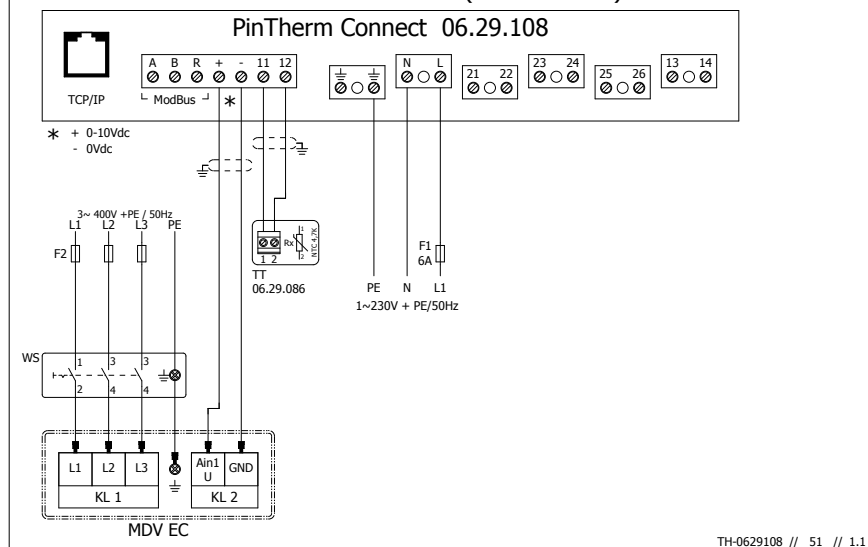 PinTherm Connect 06.29.108
A B R + - 11 12
N L
21 22
23 24
25 26
13 14
TCP/IP
ModBus
*
* + 0-10Vdc
- 0Vdc
3~ 400V +PE / 50Hz
L1 L2 L3 PE
F2
1 2
Rx
1
2
NTC 4,7K
TT
06.29.086
F1
6A
PE N L1
1~230V + PE/50Hz
WS
1 3 3
2 4 4
L1 L2 L3
Ain1
U
GND
KL 1
KL 2
MDV EC
TH-0629108 // 51 // 1.1